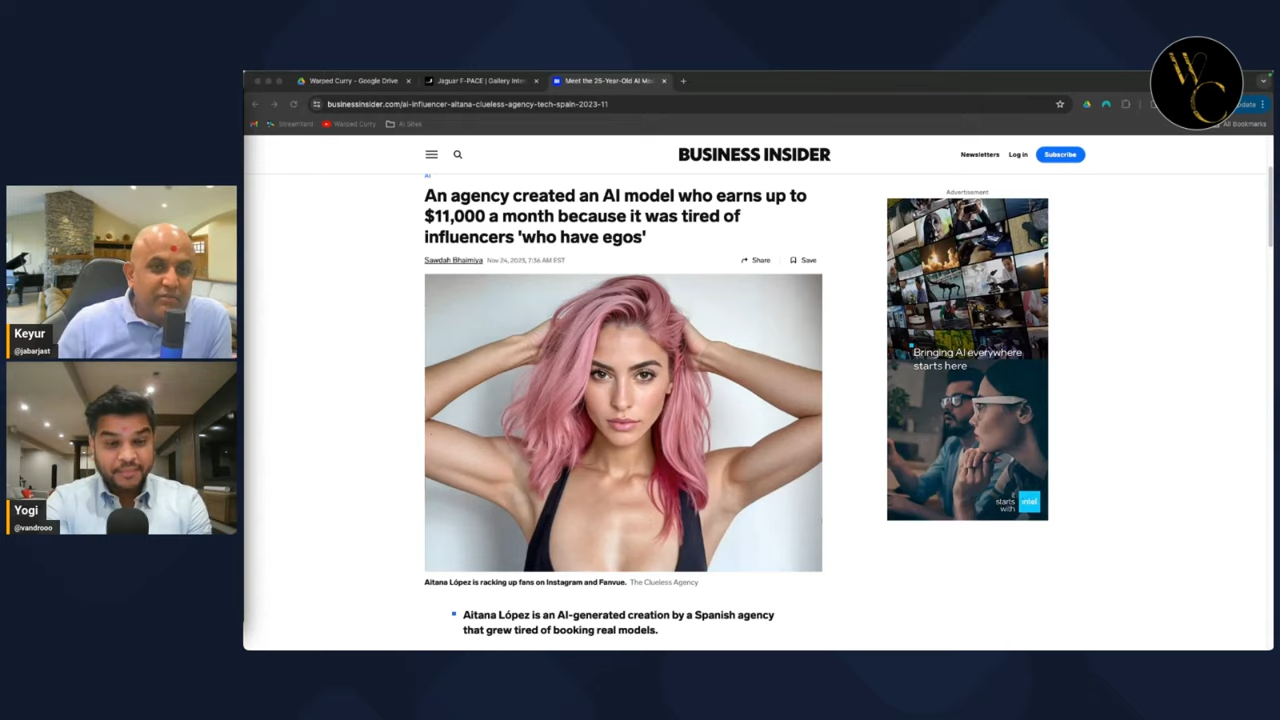 Warped Curry - Google Drive
Jaguar F-PACE | Gallery Inte
Meet the 25-Year-Old AI Mo
WC
businessinsider.com/ai-influencer-aitana-clueless-agency-tech-spain-2023-11
StreamYard
Warped Curry
AI Sites
All Bookmarks
BUSINESS INSIDER
Newsletters
Log in
Subscribe
AI
An agency created an AI model who earns up to
$11,000 a month because it was tired of
influencers 'who have egos'
Sawdah Bhaimiya
Nov 24, 2023, 7:36 AM EST
Share
Save
Advertisement
Bringing AI everywhere
starts here
starts
with
intel
Keyur
@jabarjast
Yogi
@vandrooo
Aitana López is racking up fans on Instagram and Fanvue. The Clueless Agency
Aitana López is an AI-generated creation by a Spanish agency
that grew tired of booking real models.